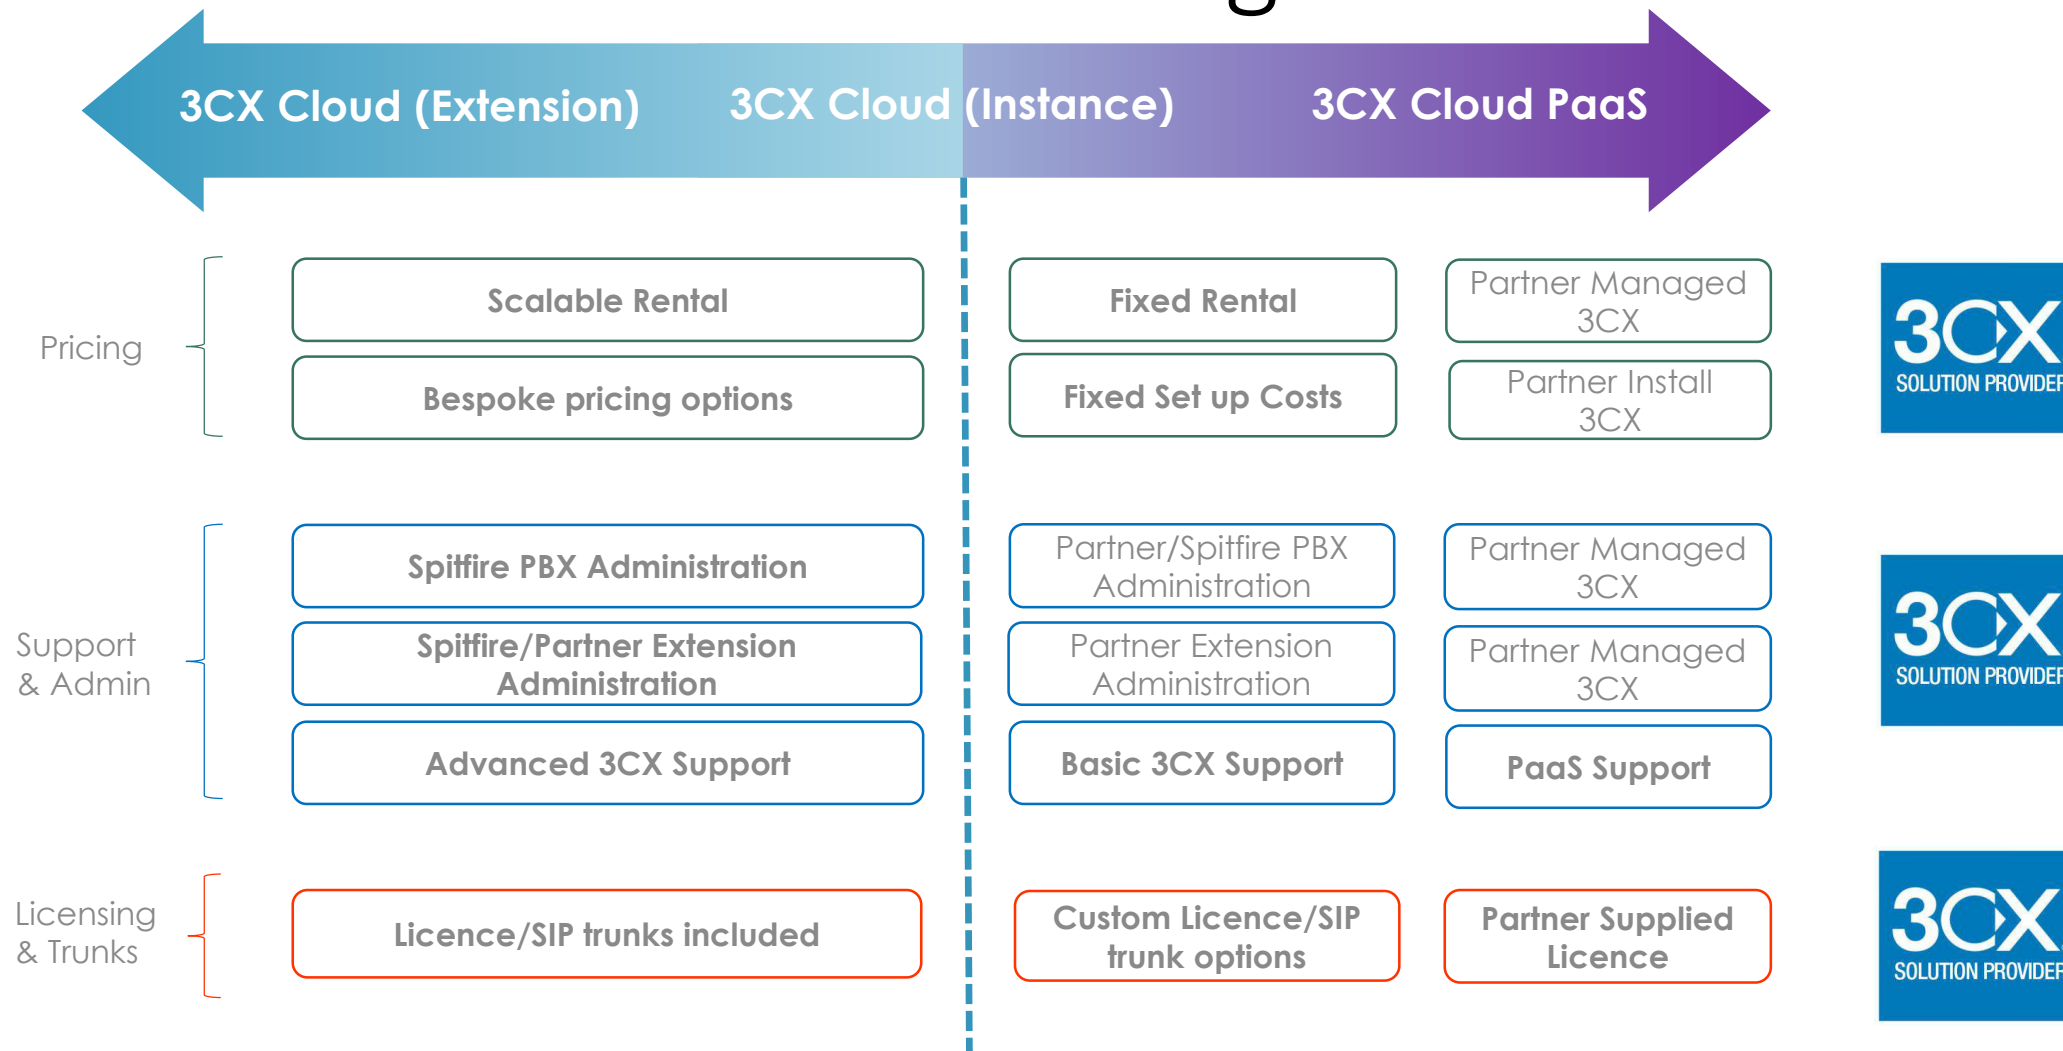 3CX Cloud (Extension)
3CX Cloud (Instance)
3CX Cloud PaaS
Pricing
Scalable Rental
Fixed Rental
Partner Managed
3CX
Bespoke pricing options
Fixed Set up Costs
Partner Install
3CX
3CX
SOLUTION PROVIDER
Support
& Admin
Spitfire PBX Administration
Partner/Spitfire PBX
Administration
Partner Managed
3CX
Spitfire/Partner Extension
Administration
Partner Extension
Administration
Partner Managed
3CX
Advanced 3CX Support
Basic 3CX Support
PaaS Support
3CX
SOLUTION PROVIDER
Licensing
& Trunks
Licence/SIP trunks included
Custom Licence/SIP
trunk options
Partner Supplied
Licence
3CX
SOLUTION PROVIDER